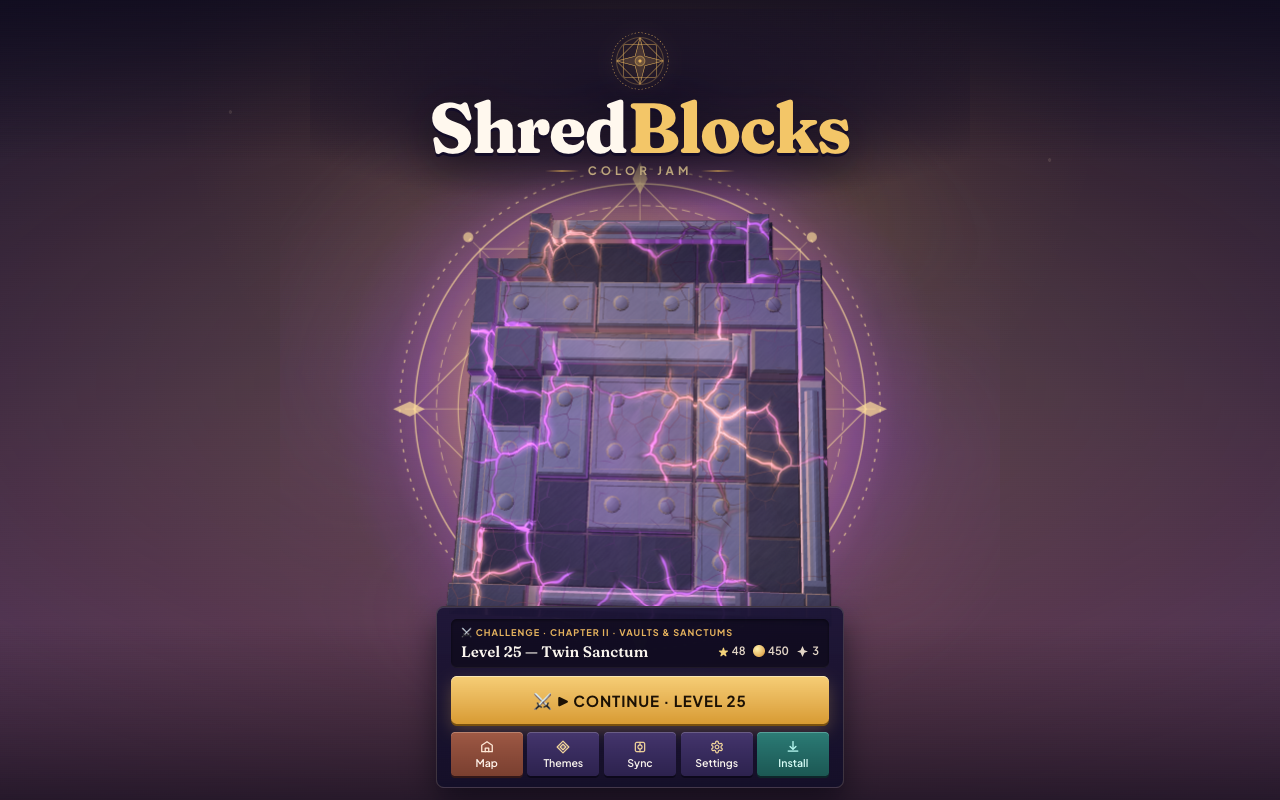 ShredBlocks
COLOR JAM
CHALLENGE · CHAPTER II · VAULTS & SANCTUMS
Level 25 — Twin Sanctum
48 450 3
CONTINUE · LEVEL 25
Map Themes Sync Settings Install